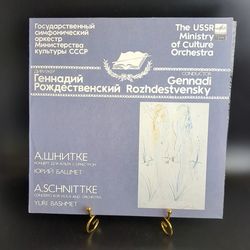 Государственный
симфонический
оркестр
Министерства
культуры СССР
The USSR
Ministry
of Culture
Orchestra
ДИРИЖЕР
Геннадий
Рождественский
CONDUCTOR
Gennadi
Rozhdestvensky
А.ШНИТКЕ
КОНЦЕРТ ДЛЯ АЛЬТА С ОРКЕСТРОМ
ЮРИЙ БАШМЕТ
A.SCHNITTKE
CONCERTO FOR VIOLA AND ORCHESTRA
YURI BASHMET